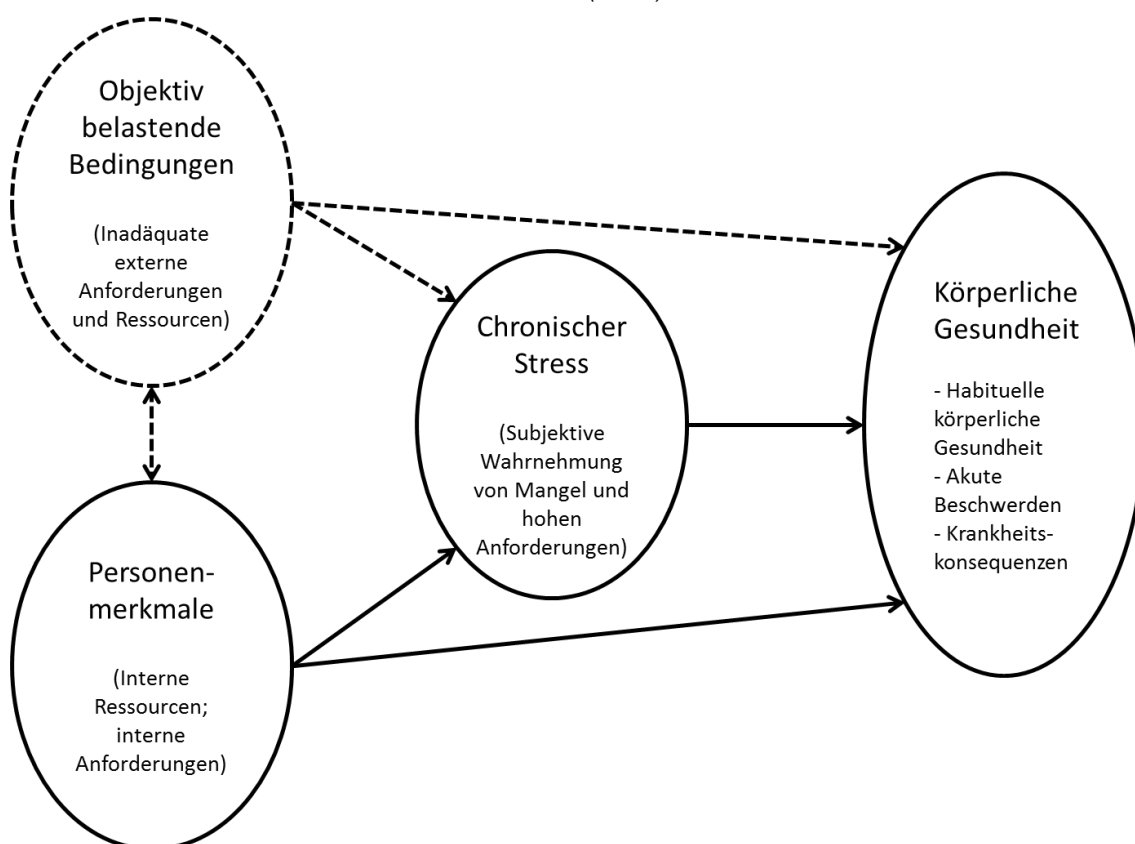 Objektiv
belastende
Bedingungen
(Inadäquate
externe
Anforderungen
und Ressourcen)
Chronischer
Stress
(Subjektive
Wahrnehmung
von Mangel und
hohen
Anforderungen)
Körperliche
Gesundheit
- Habituelle
körperliche
Gesundheit
- Akute
Beschwerden
- Krankheits-
konsequenzen
Personen-
merkmale
(Interne
Ressourcen;
interne
Anforderungen)